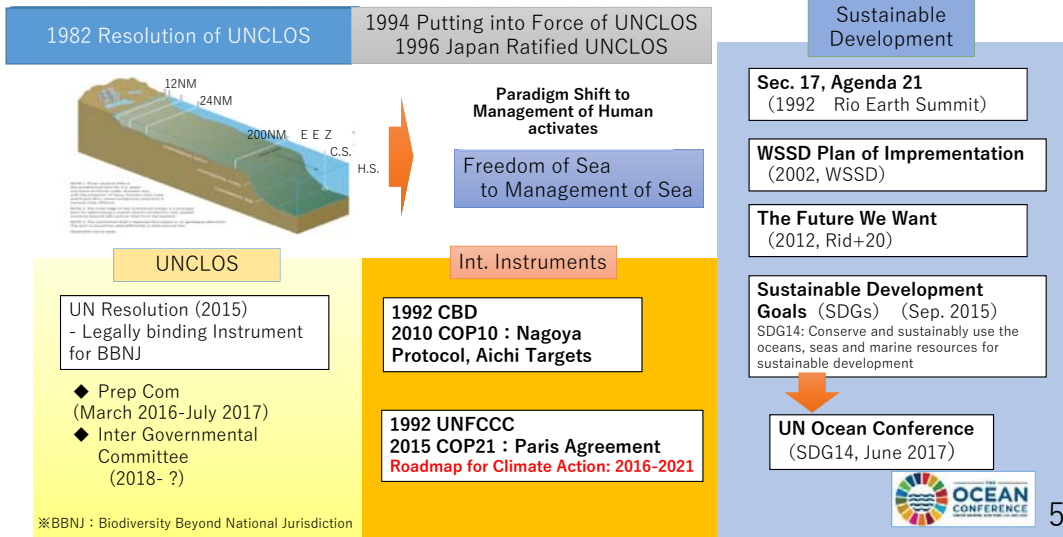 1982 Resolution of UNCLOS
1994 Putting into Force of UNCLOS
1996 Japan Ratified UNCLOS
12NM
24NM
200NM
E E Z
C.S.
H.S.
Paradigm Shift to
Management of Human
activates
Freedom of Sea
to Management of Sea
UNCLOS
UN Resolution (2015)
- Legally binding Instrument
for BBNJ
◆ Prep Com
(March 2016-July 2017)
◆ Inter Governmental
Committee
(2018- ?)
※BBNJ：Biodiversity Beyond National Jurisdiction
Int. Instruments
1992 CBD
2010 COP10：Nagoya
Protocol, Aichi Targets
1992 UNFCCC
2015 COP21：Paris Agreement
Roadmap for Climate Action: 2016-2021
Sustainable
Development
Sec. 17, Agenda 21
（1992　Rio Earth Summit）
WSSD Plan of Imprementation
（2002, WSSD）
The Future We Want
（2012, Rid+20）
Sustainable Development
Goals（SDGs）（Sep. 2015）
SDG14: Conserve and sustainably use the
oceans, seas and marine resources for
sustainable development
UN Ocean Conference
（SDG14, June 2017）
THE
OCEAN
CONFERENCE
5